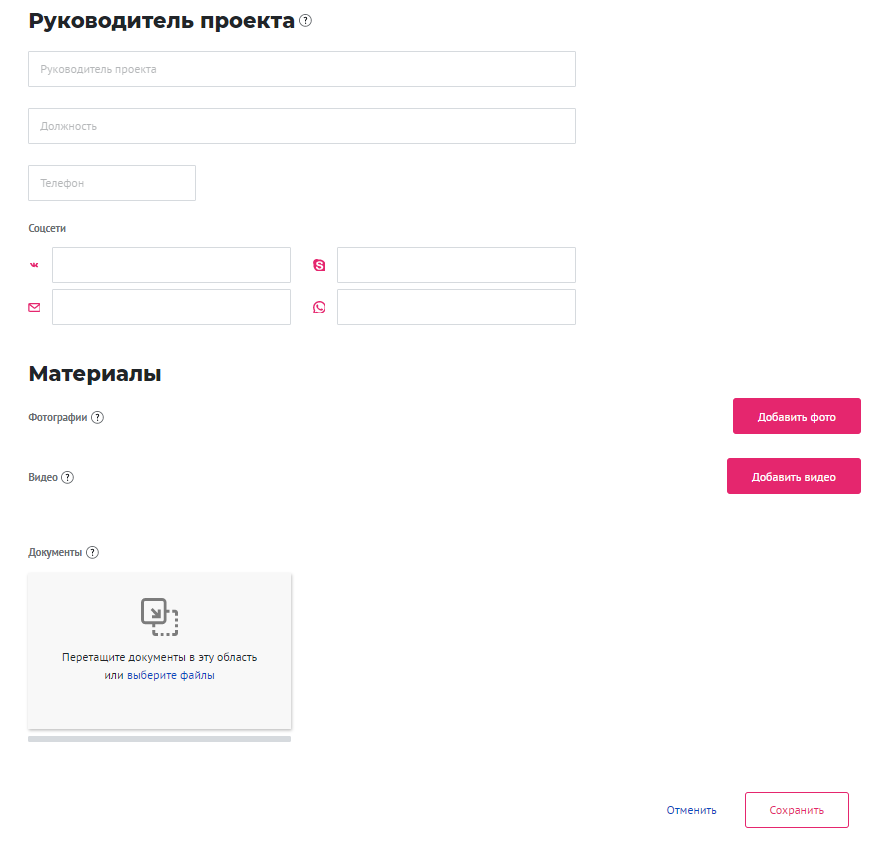 Руководитель проекта ?
Руководитель проекта
Должность
Телефон
Соцсети
Материалы
Фотографии ?
Добавить фото
Видео ?
Добавить видео
Документы ?
Перетащите документы в эту область
или выберите файлы
Отменить
Сохранить